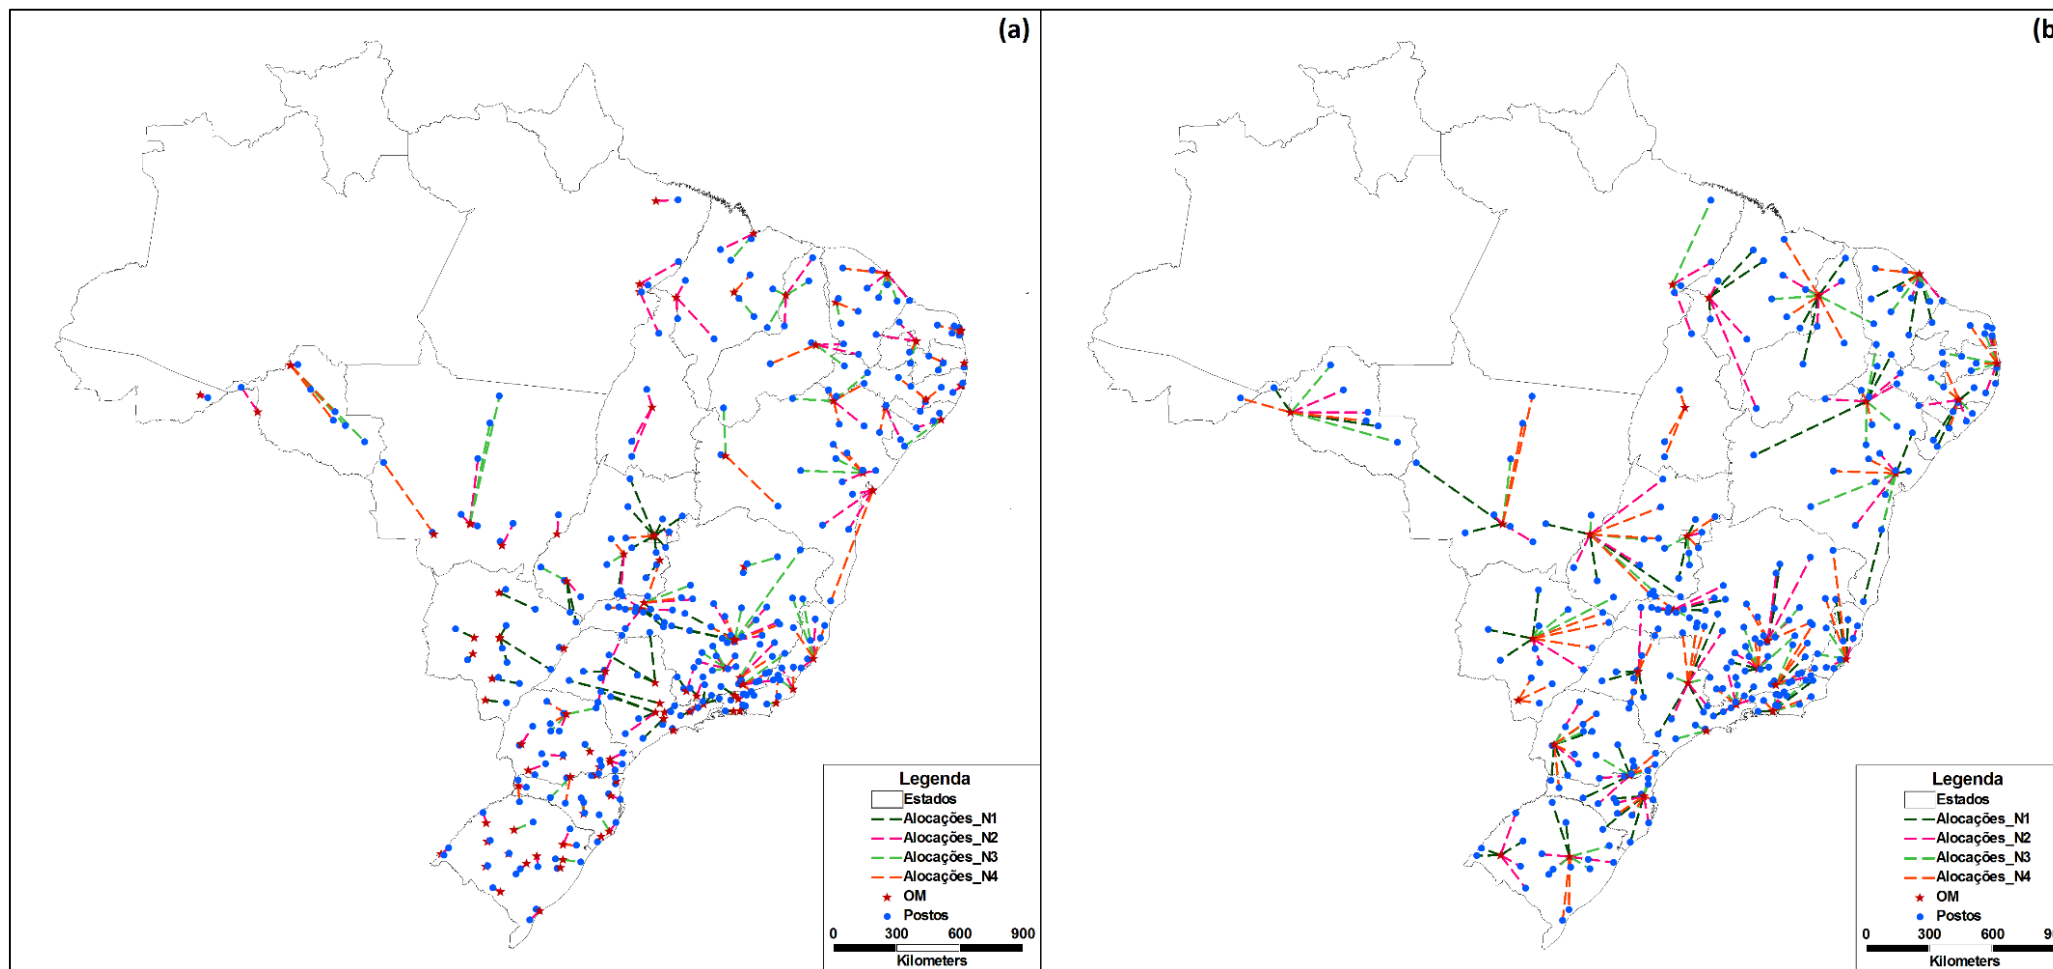 (a)
Legenda
Estados
Alocações_N1
Alocações_N2
Alocações_N3
Alocações_N4
OM
Postos
0 300 600 900
Kilometers
(b
Legenda
Estados
Alocações_N1
Alocações_N2
Alocações_N3
Alocações_N4
OM
Postos
0 300 600 90
Kilometers